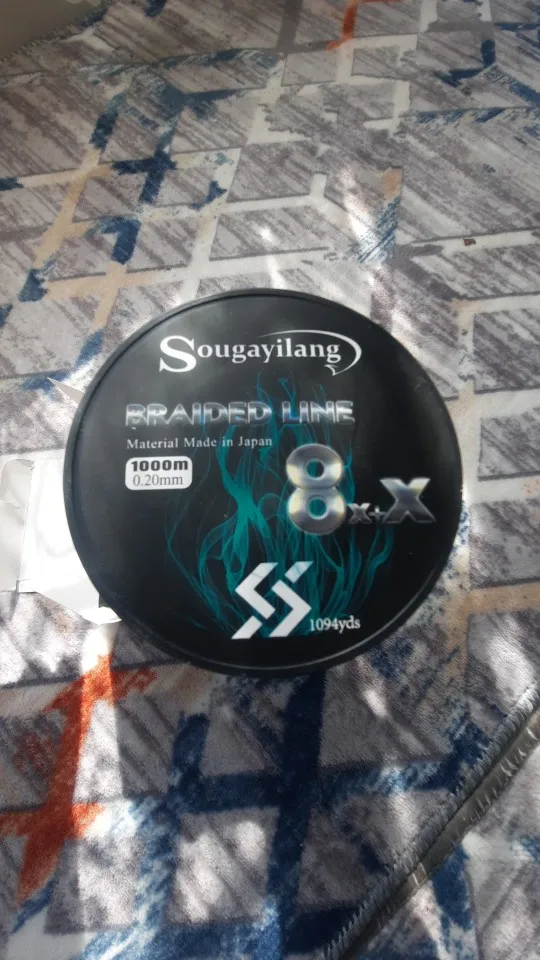 Sougayilang
BRAIDED LINE
Material Made in Japan
1000m
0.20mm
8x+X
1094yds